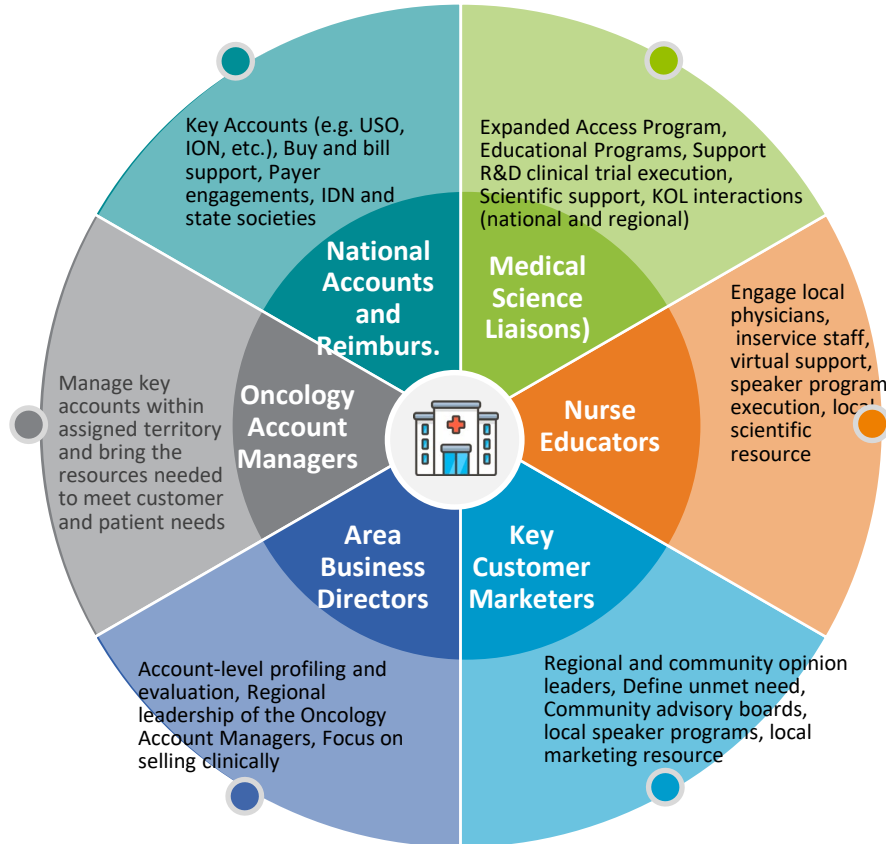 Key Accounts (e.g. USO,
ION, etc.), Buy and bill
support, Payer
engagements, IDN and
state societies
National
Accounts
and
Reimburs.
Expanded Access Program,
Educational Programs, Support
R&D clinical trial execution,
Scientific support, KOL interactions
(national and regional)
Medical
Science
Liaisons)
Engage local
physicians,
inservice staff,
virtual support,
speaker program
execution, local
scientific
resource
Nurse
Educators
Manage key
accounts within
assigned territory
and bring the
resources needed
to meet customer
and patient needs
Oncology
Account
Managers
Area
Business
Directors
Account-level profiling and
evaluation, Regional
leadership of the Oncology
Account Managers, Focus on
selling clinically
Key
Customer
Marketers
Regional and community opinion
leaders, Define unmet need,
Community advisory boards,
local speaker programs, local
marketing resource